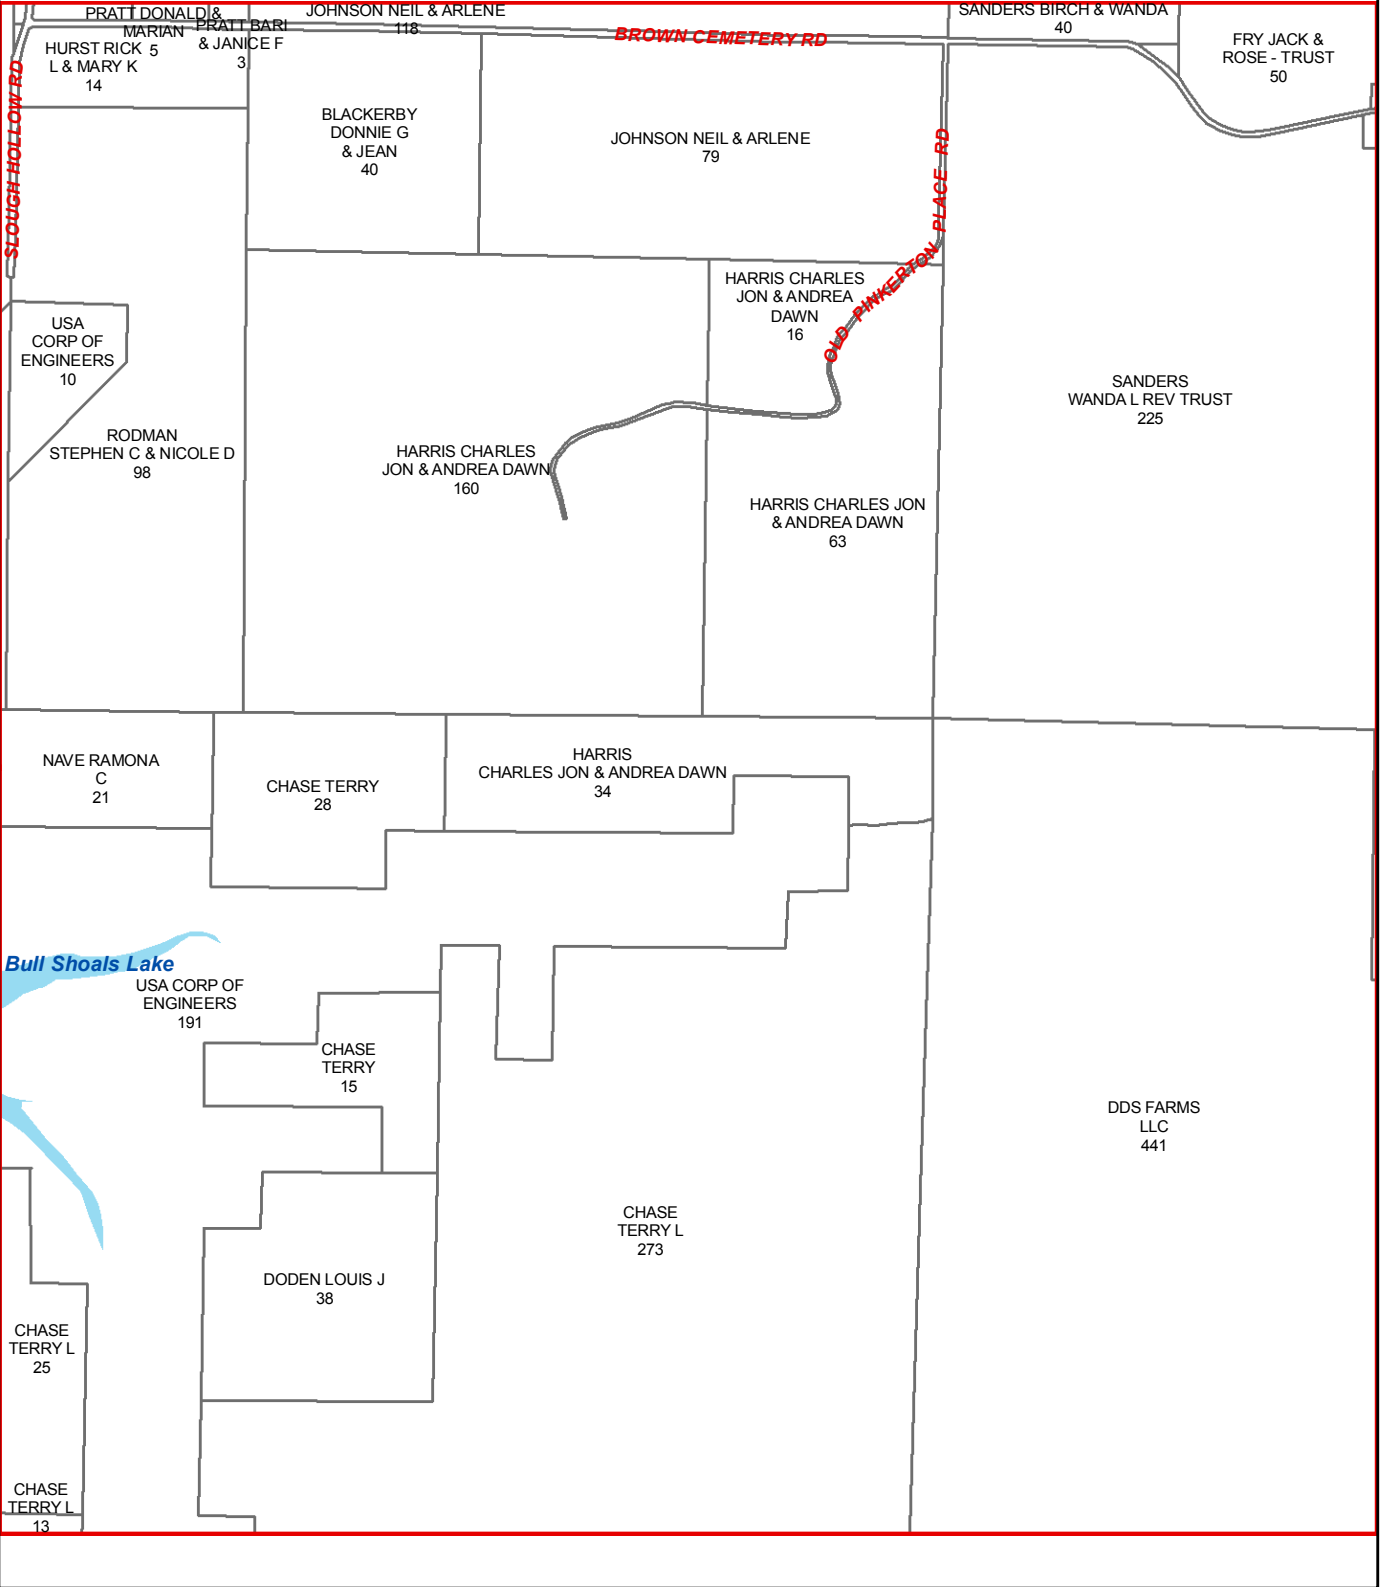 PRATT DONALD &
MARIAN
5
PRATT BARI
& JANICE F
3
JOHNSON NEIL & ARLENE
118
BROWN CEMETERY RD
SANDERS BIRCH & WANDA
40
FRY JACK &
ROSE - TRUST
50
HURST RICK
L & MARY K
14
SLOUGH HOLLOW RD
BLACKERBY
DONNIE G
& JEAN
40
JOHNSON NEIL & ARLENE
79
OLD PINKERTON PLACE RD
HARRIS CHARLES
JON & ANDREA
DAWN
16
USA
CORP OF
ENGINEERS
10
SANDERS
WANDA L REV TRUST
225
RODMAN
STEPHEN C & NICOLE D
98
HARRIS CHARLES
JON & ANDREA DAWN
160
HARRIS CHARLES JON
& ANDREA DAWN
63
NAVE RAMONA
C
21
CHASE TERRY
28
HARRIS
CHARLES JON & ANDREA DAWN
34
Bull Shoals Lake
USA CORP OF
ENGINEERS
191
CHASE
TERRY
15
DDS FARMS
LLC
441
CHASE
TERRY L
273
DODEN LOUIS J
38
CHASE
TERRY L
25
CHASE
TERRY L
13